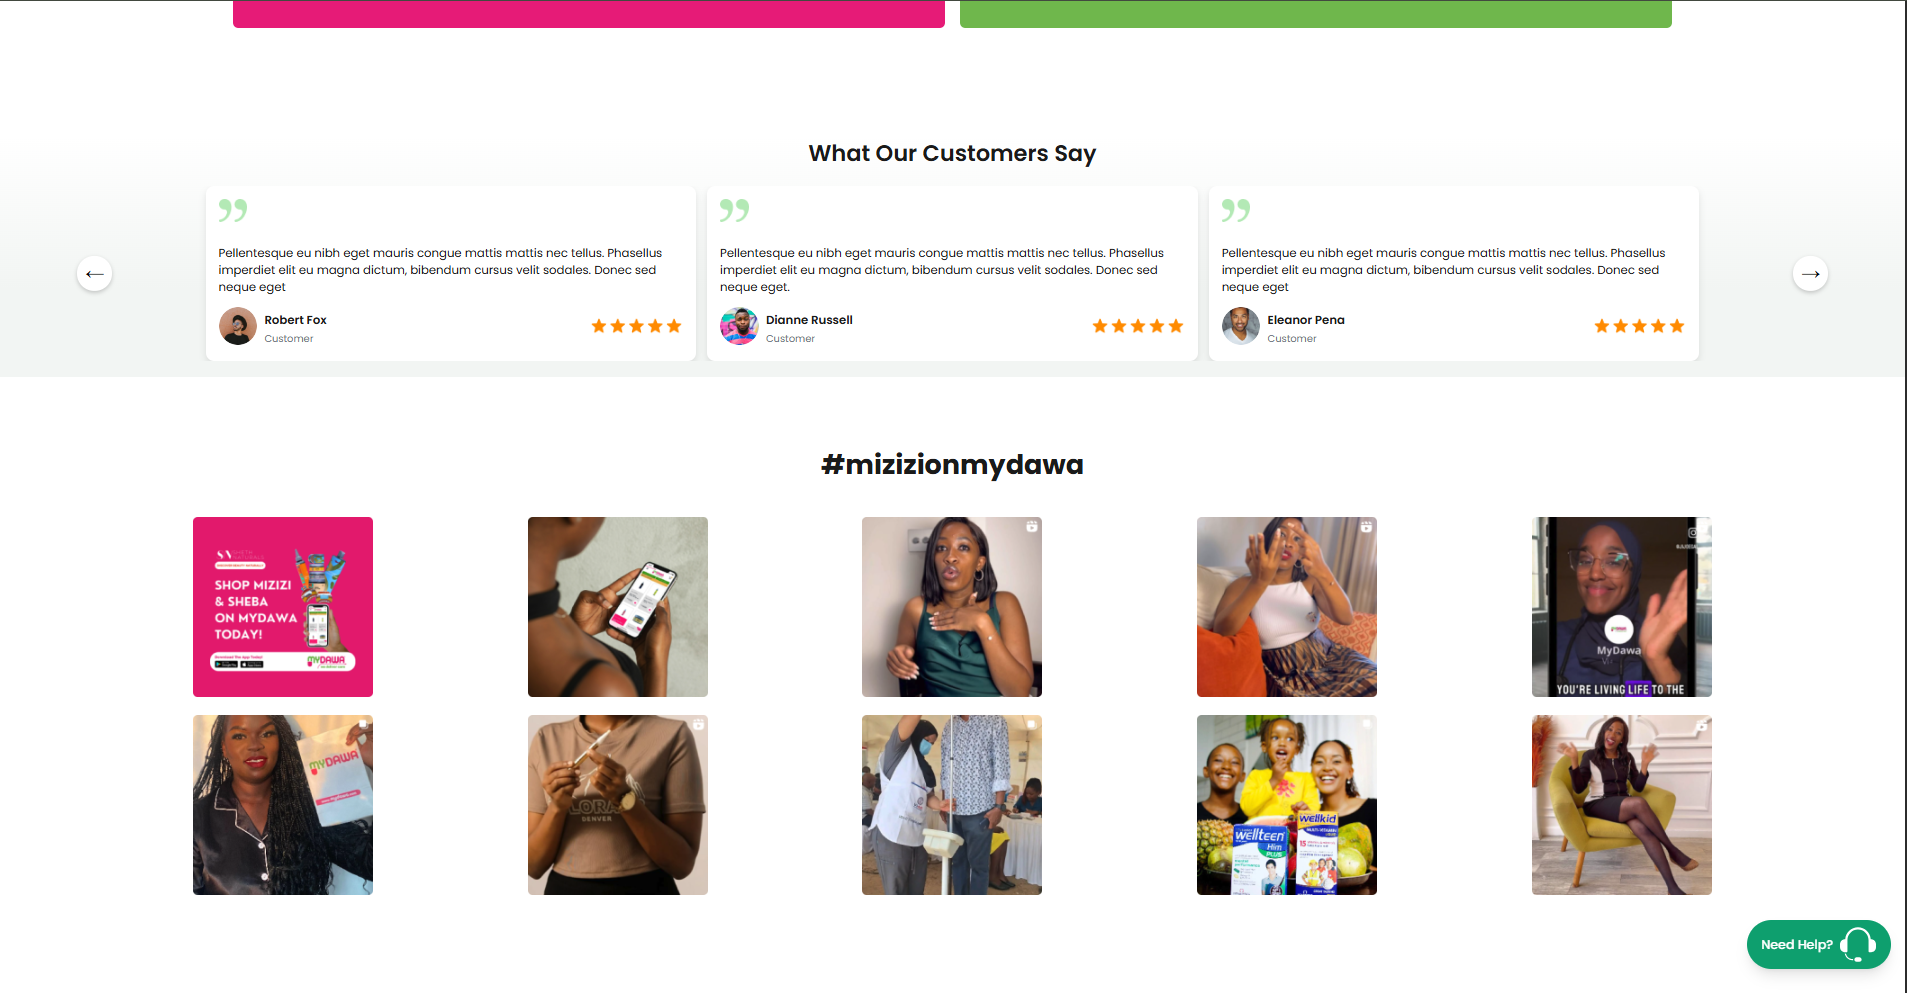 What Our Customers Say
Pellentesque eu nibh eget mauris congue mattis mattis nec tellus. Phasellus
imperdiet elit eu magna dictum, bibendum cursus velit sodales. Donec sed
neque eget
Robert Fox
Customer
Pellentesque eu nibh eget mauris congue mattis mattis nec tellus. Phasellus
imperdiet elit eu magna dictum, bibendum cursus velit sodales. Donec sed
neque eget.
Dianne Russell
Customer
Pellentesque eu nibh eget mauris congue mattis mattis nec tellus. Phasellus
imperdiet elit eu magna dictum, bibendum cursus velit sodales. Donec sed
neque eget
Eleanor Pena
Customer
#mizizionmydawa
SHOP MIZIZI
& SHEBA
ON MYDAWA
TODAY!
MYDAWA
MyDawa
YOU'RE LIVING LIFE TO THE
MYDAWA
DENVER
wellteen
Him
PLUS
wellkid
Need Help?